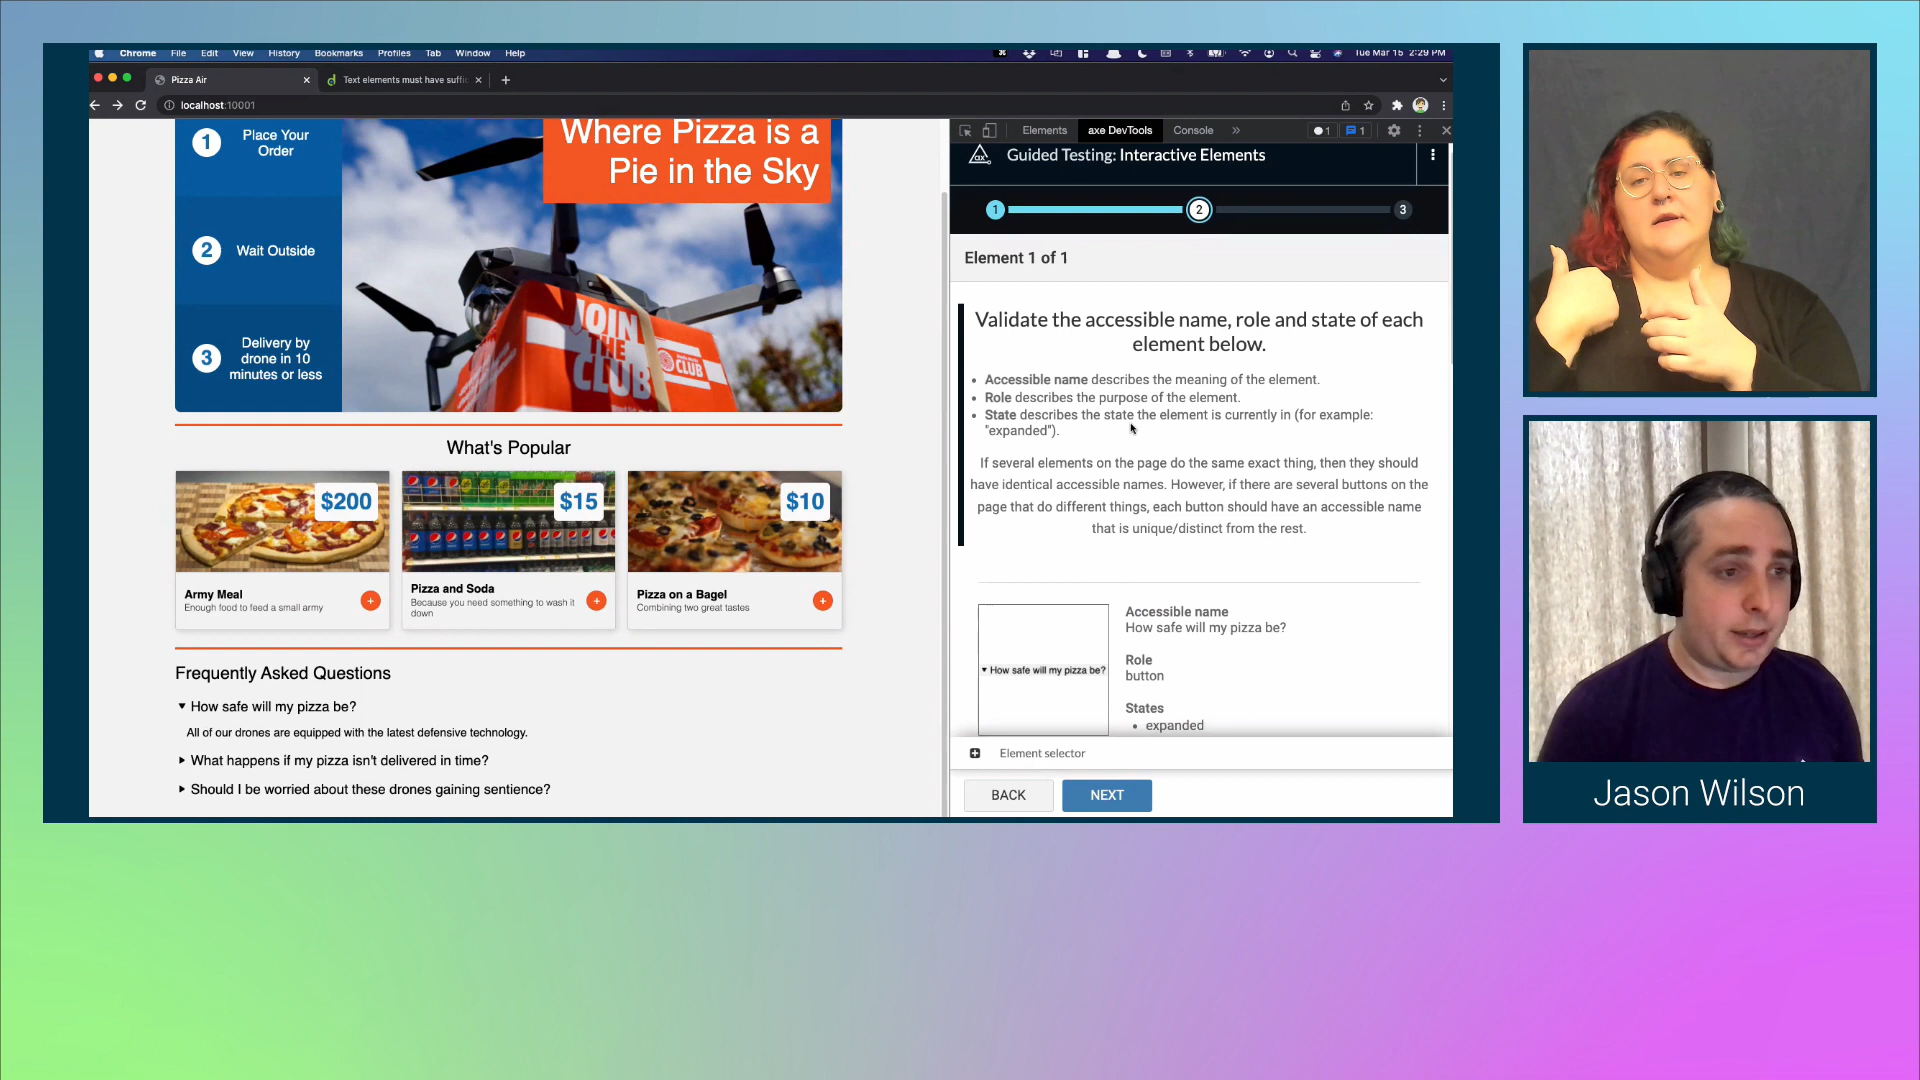 Chrome File Edit View History Bookmarks Profiles Tab Window Help
Tue Mar 15 2:29 PM
Pizza Air
Text elements must have suffic
localhost:10001
1
Place Your
Order
2
Wait Outside
3
Delivery by
drone in 10
minutes or less
Where Pizza is a
Pie in the Sky
JOIN
THE
CLUB
CLUB
What's Popular
$200
$15
$10
Army Meal
Enough food to feed a small army
+
Pizza and Soda
Because you need something to wash it
down
+
Pizza on a Bagel
Combining two great tastes
+
Frequently Asked Questions
How safe will my pizza be?
All of our drones are equipped with the latest defensive technology.
What happens if my pizza isn't delivered in time?
Should I be worried about these drones gaining sentience?
Elements axe DevTools Console » 1 1
Guided Testing: Interactive Elements
1 2 3
Element 1 of 1
Validate the accessible name, role and state of each
element below.
• Accessible name describes the meaning of the element.
• Role describes the purpose of the element.
• State describes the state the element is currently in (for example:
"expanded").
If several elements on the page do the same exact thing, then they should
have identical accessible names. However, if there are several buttons on the
page that do different things, each button should have an accessible name
that is unique/distinct from the rest.
How safe will my pizza be?
Accessible name
How safe will my pizza be?
Role
button
States
• expanded
Element selector
BACK NEXT
Jason Wilson